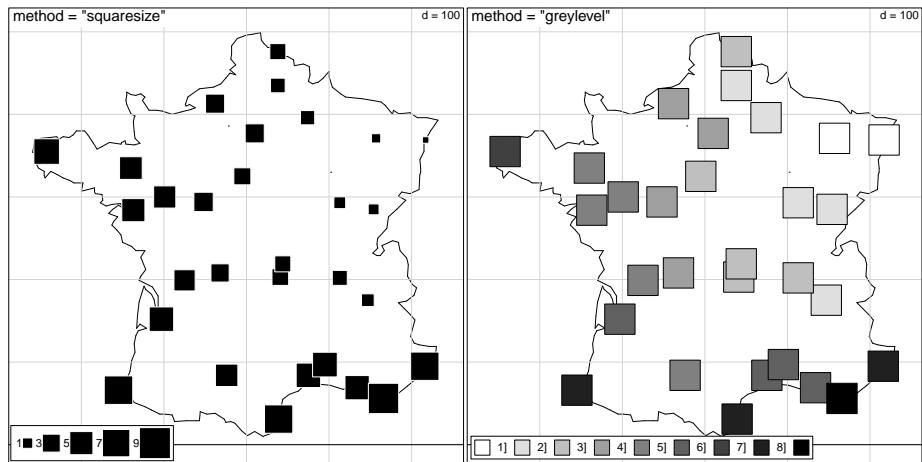 method = "squaresize"
d = 100
1 3 5 7 9
method = "greylevel"
d = 100
1] 2] 3] 4] 5] 6] 7] 8]